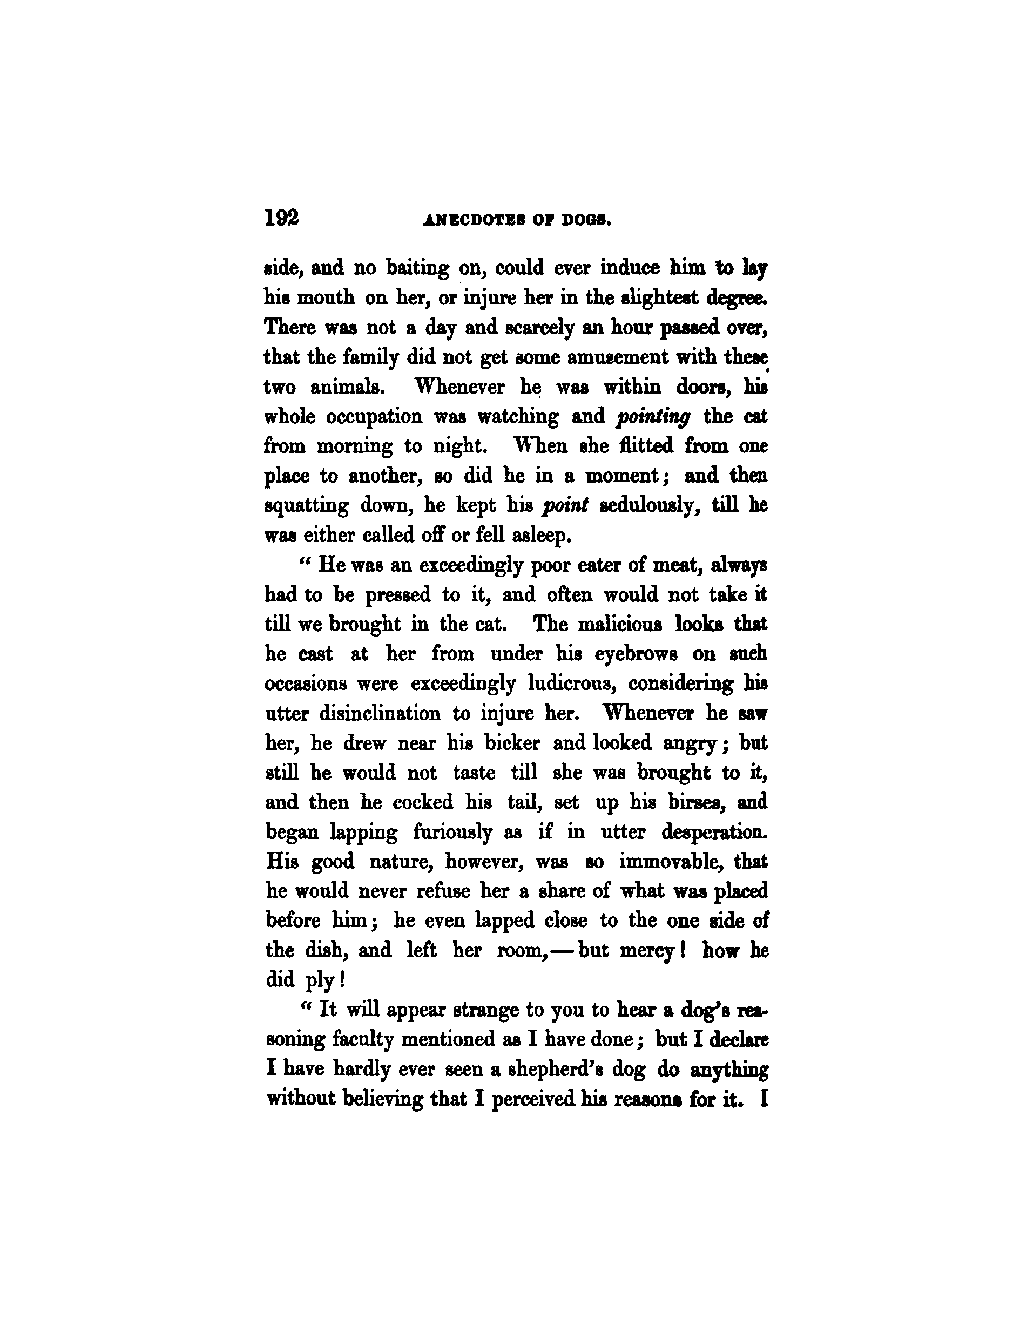 192 ANECDOTES OF DOGS.
side, and no baiting on, could ever induce him to lay
his mouth on her, or injure her in the slightest degree.
There was not a day and scarcely an hour passed over,
that the family did not get some amusement with these
two animals. Whenever he was within doors, his
whole occupation was watching and pointing the cat
from morning to night. When she flitted from one
place to another, so did he in a moment; and then
squatting down, he kept his point sedulously, till he
was either called off or fell asleep.
“ He was an exceedingly poor eater of meat, always
had to be pressed to it, and often would not take it
till we brought in the cat. The malicious looks that
he cast at her from under his eyebrows on such
occasions were exceedingly ludicrous, considering his
utter disinclination to injure her. Whenever he saw
her, he drew near his bicker and looked angry; but
still he would not taste till she was brought to it,
and then he cocked his tail, set up his birses, and
began lapping furiously as if in utter desperation.
His good nature, however, was so immovable, that
he would never refuse her a share of what was placed
before him; he even lapped close to the one side of
the dish, and left her room,—but mercy! how he
did ply!
“ It will appear strange to you to hear a dog's rea-
soning faculty mentioned as I have done; but I declare
I have hardly ever seen a shepherd's dog do anything
without believing that I perceived his reasons for it. I